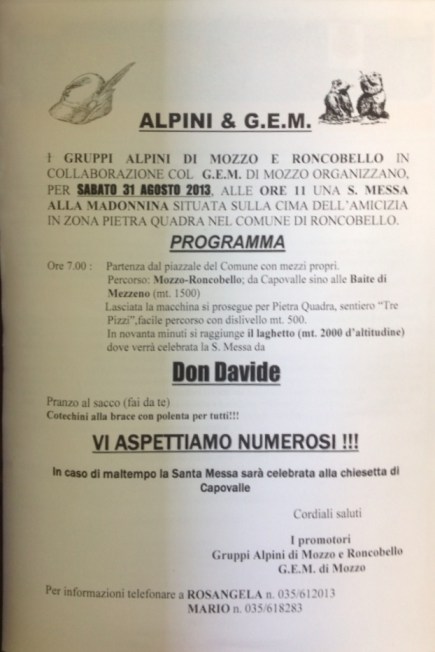 ALPINI & G.E.M.
I GRUPPI ALPINI DI MOZZO E RONCOBELLO IN
COLLABORAZIONE COL G.E.M. DI MOZZO ORGANIZZANO,
PER SABATO 31 AGOSTO 2013, ALLE ORE 11 UNA S. MESSA
ALLA MADONNINA SITUATA SULLA CIMA DELL'AMICIZIA
IN ZONA PIETRA QUADRA NEL COMUNE DI RONCOBELLO.
PROGRAMMA
Ore 7.00 : Partenza dal piazzale del Comune con mezzi propri.
Percorso: Mozzo-Roncobello; da Capovalle sino alle Baite di
Mezzeno (mt. 1500)
Lasciata la macchina si prosegue per Pietra Quadra, sentiero "Tre
Pizzi",facile percorso con dislivello mt. 500.
In novanta minuti si raggiunge il laghetto (mt. 2000 d'altitudine)
dove verrà celebrata la S. Messa da
Don Davide
Pranzo al sacco (fai da te)
Cotechini alla brace con polenta per tutti!!!
VI ASPETTIAMO NUMEROSI !!!
In caso di maltempo la Santa Messa sarà celebrata alla chiesetta di
Capovalle
Cordiali saluti
I promotori
Gruppi Alpini di Mozzo e Roncobello
G.E.M. di Mozzo
Per informazioni telefonare a ROSANGELA n. 035/612013
MARIO n. 035/618283